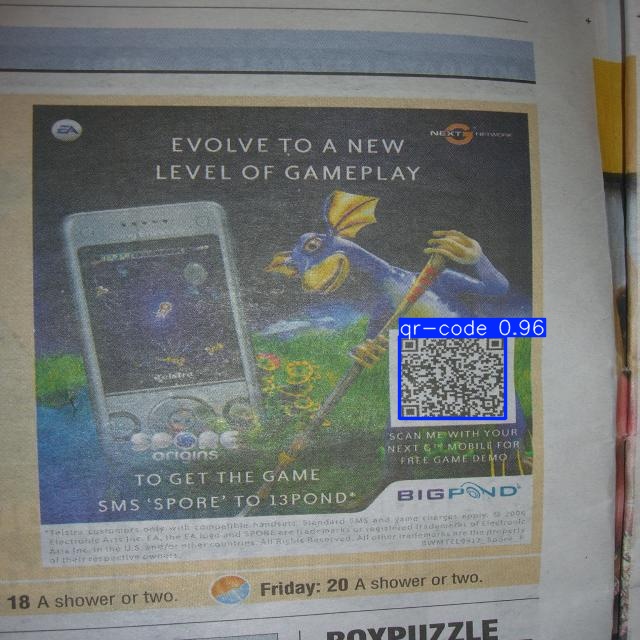 EA
EVOLVE TO A NEW
LEVEL OF GAMEPLAY
NEXT G NETWORK
qr-code 0.96
SPORE
origins
SCAN ME WITH YOUR
NEXT G™ MOBILE FOR
FREE GAME DEMO
TO GET THE GAME
SMS 'SPORE' TO 13POND*
BIGPOND
*Telstra customers only with compatible handsets. Standard SMS and game charges apply. ©
Electronic Arts Inc. EA, the EA logo and SPORE are trademarks or registered trademarks of Electronic
Arts Inc. in the U.S. and/or other countries. All Rights Reserved. All other trademarks are the property
of their respective owners.
18 A shower or two.
Friday: 20 A shower or two.
BOXPUZZLE